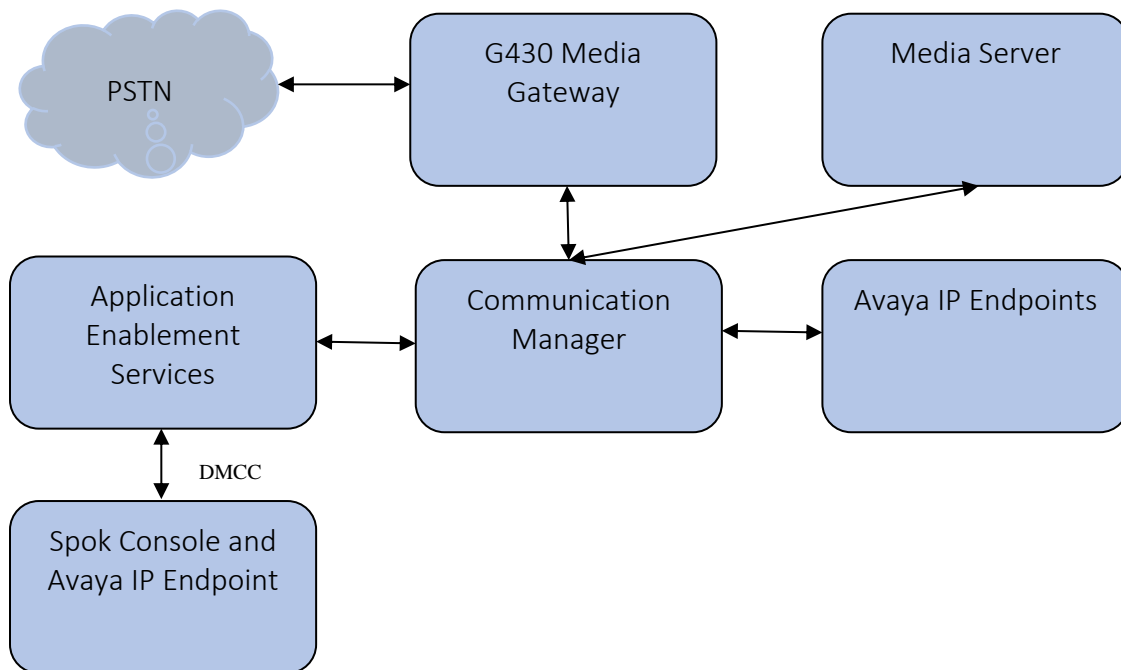 PSTN
G430 Media
Gateway
Media Server
Application
Enablement
Services
Communication
Manager
Avaya IP Endpoints
DMCC
Spok Console and
Avaya IP Endpoint